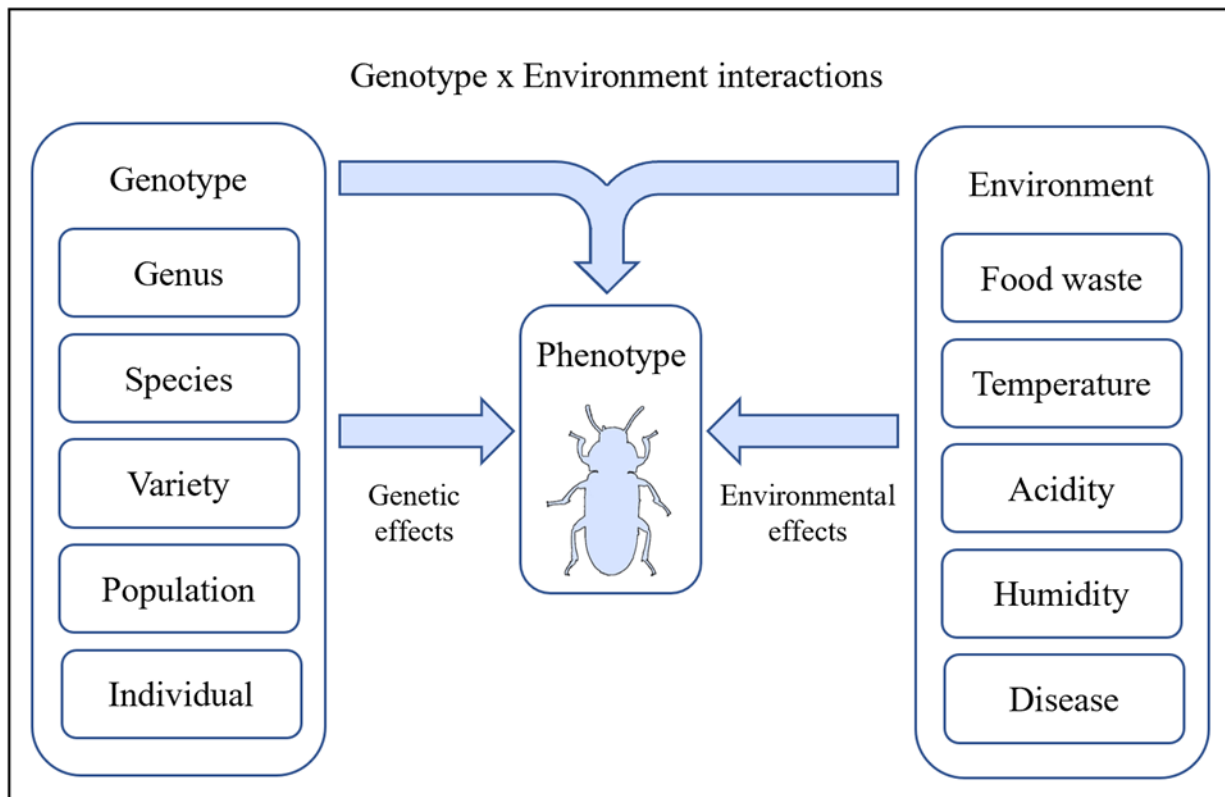 Genotype x Environment interactions
Genotype
Genus
Species
Variety
Population
Individual
Genetic
effects
Phenotype
Environmental
effects
Environment
Food waste
Temperature
Acidity
Humidity
Disease